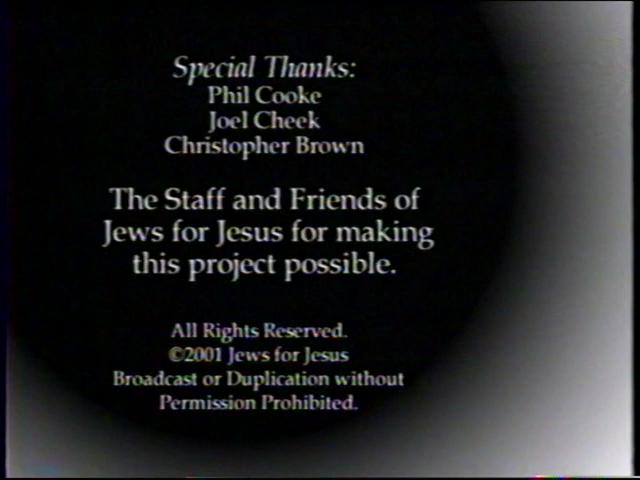 Special Thanks:
Phil Cooke
Joel Cheek
Christopher Brown
The Staff and Friends of
Jews for Jesus for making
this project possible.
All Rights Reserved.
©2001 Jews for Jesus
Broadcast or Duplication without
Permission Prohibited.